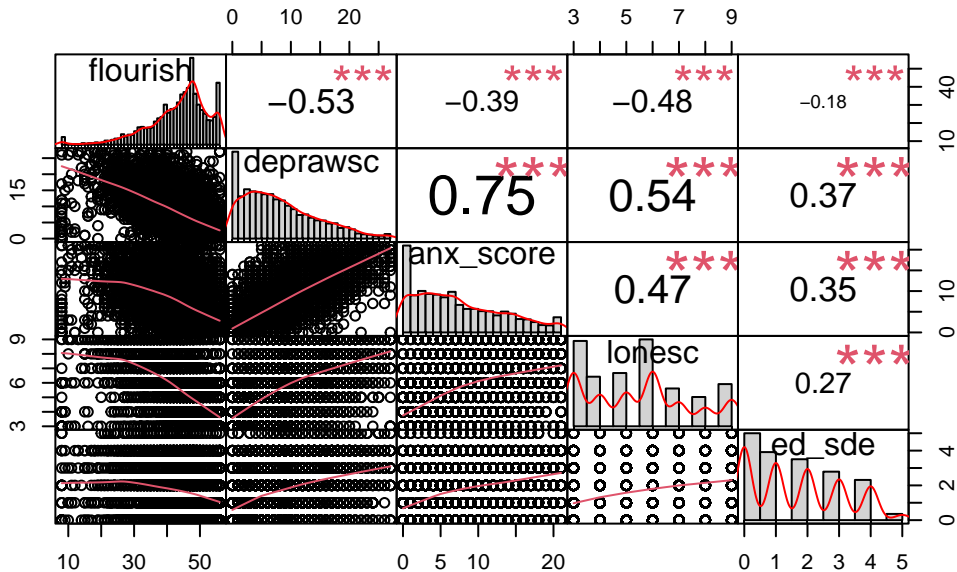 0 10 20
3 5 7 9
flourish
−0.53 ***
−0.39 ***
−0.48 ***
−0.18 ***
10 40
0 15
deprawsc
0.75 ***
0.54 ***
0.37 ***
anx_score
0.47 ***
0.35 ***
0 10
3 6 9
lonesc
0.27 ***
ed_sde
0 2 4
10 30 50
0 5 10 15 20
0 1 2 3 4 5